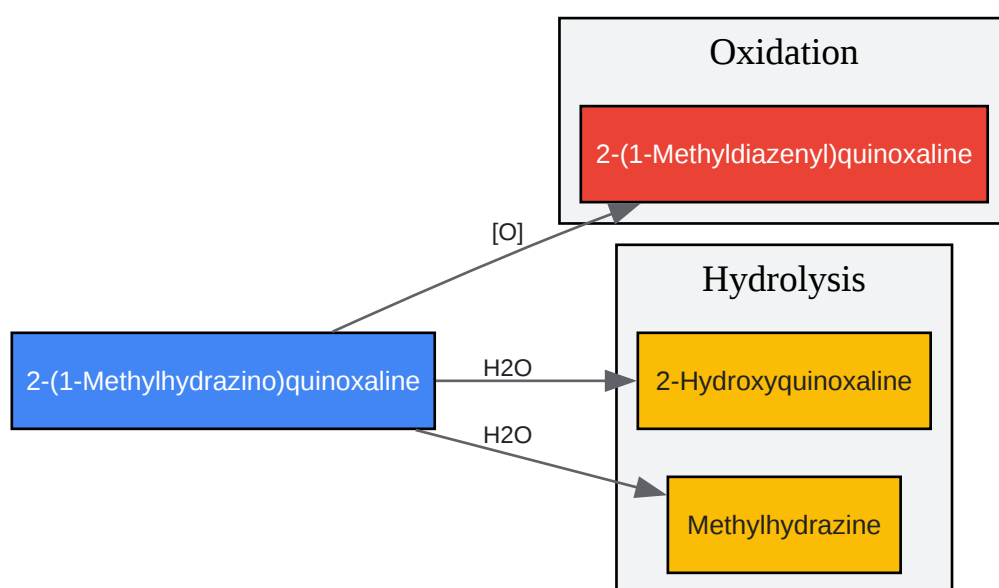 Oxidation
2-(1-Methyldiazenyl)quinoxaline
[O]
Hydrolysis
2-(1-Methylhydrazino)quinoxaline
H2O
2-Hydroxyquinoxaline
H2O
Methylhydrazine